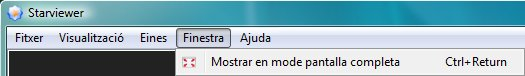 Starviewer
Fitxer Visualització Eines Finestra Ajuda
Mostrar en mode pantalla completa Ctrl+Return